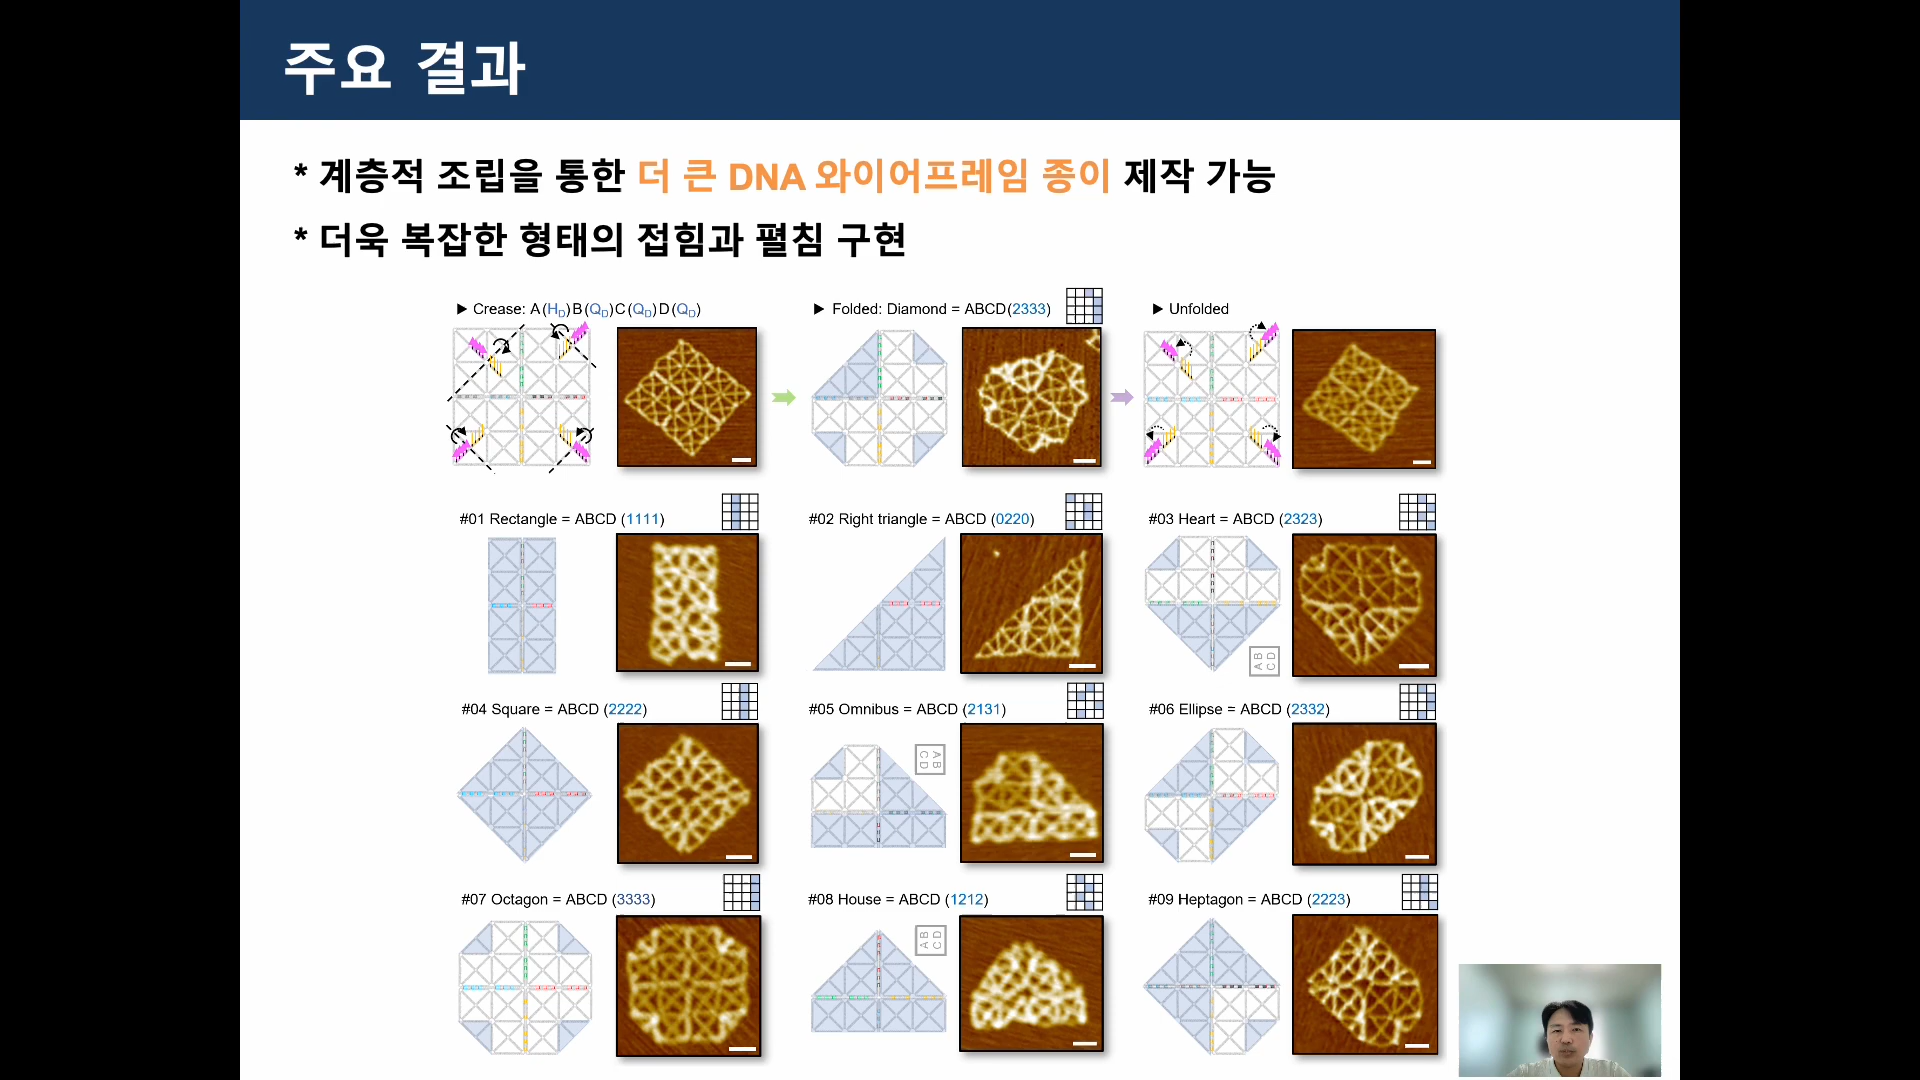 주요 결과
* 계층적 조립을 통한 더 큰 DNA 와이어프레임 종이 제작 가능
* 더욱 복잡한 형태의 접힘과 펼침 구현
► Crease: A(H_D)B(Q_D)C(Q_D)D(Q_D)
► Folded: Diamond = ABCD(2333)
► Unfolded
#01 Rectangle = ABCD (1111)
#02 Right triangle = ABCD (0220)
#03 Heart = ABCD (2323)
A B
C D
#04 Square = ABCD (2222)
#05 Omnibus = ABCD (2131)
A B
C D
#06 Ellipse = ABCD (2332)
#07 Octagon = ABCD (3333)
#08 House = ABCD (1212)
A B
C D
#09 Heptagon = ABCD (2223)